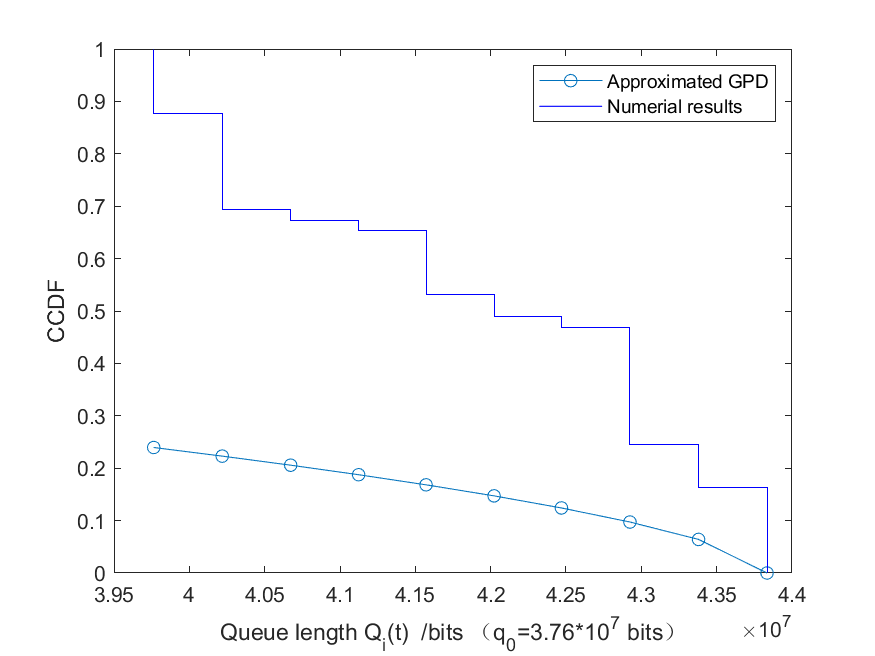 Approximated GPD
Numerial results
1
0.9
0.8
0.7
0.6
0.5
0.4
0.3
0.2
0.1
0
CCDF
3.95 4 4.05 4.1 4.15 4.2 4.25 4.3 4.35 4.4
×10^7
Queue length Q_i(t) /bits （q_0=3.76*10^7 bits）